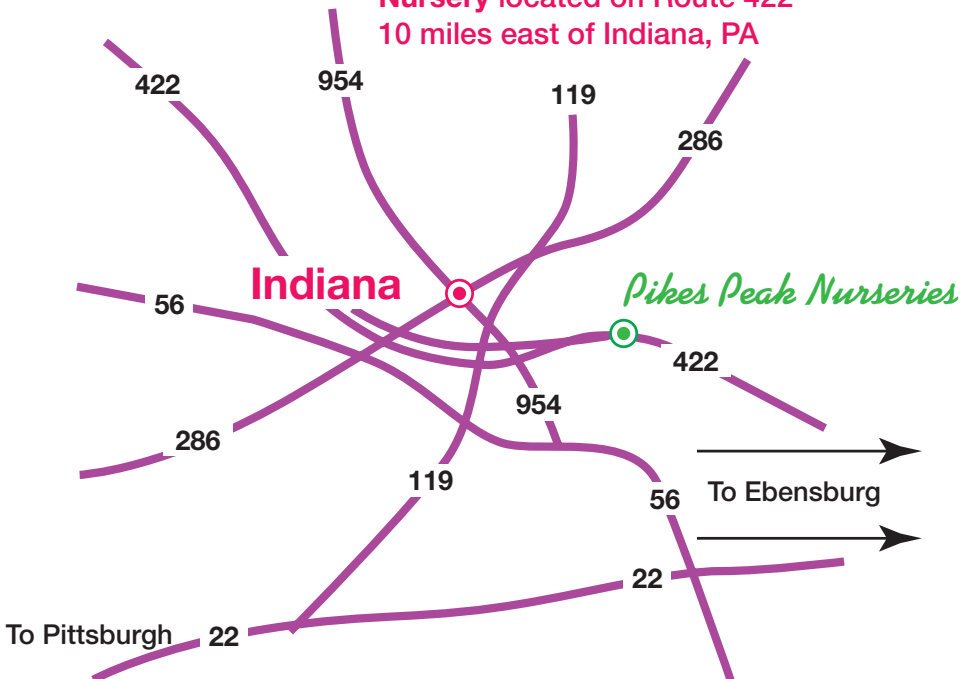 Nursery located on Route 422
10 miles east of Indiana, PA
422
954
119
286
Indiana
Pikes Peak Nurseries
56
422
954
286
119
56
To Ebensburg
22
To Pittsburgh
22